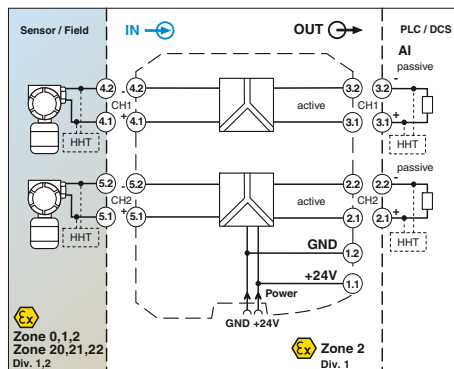 Sensor / Field IN OUT PLC / DCS
AI
passive
4.2 - 4.2 3.2 3.2 -
CH1 active CH1
4.1 + 4.1 3.1 3.1 +
HHT HHT
passive
5.2 - 5.2 2.2 2.2 -
CH2 active CH2
5.1 + 5.1 2.1 2.1 +
HHT HHT
GND 1.2
+24V 1.1
Power
GND +24V
Ex
Zone 0,1,2
Zone 20,21,22
Div. 1,2
Ex Zone 2
Div. 1